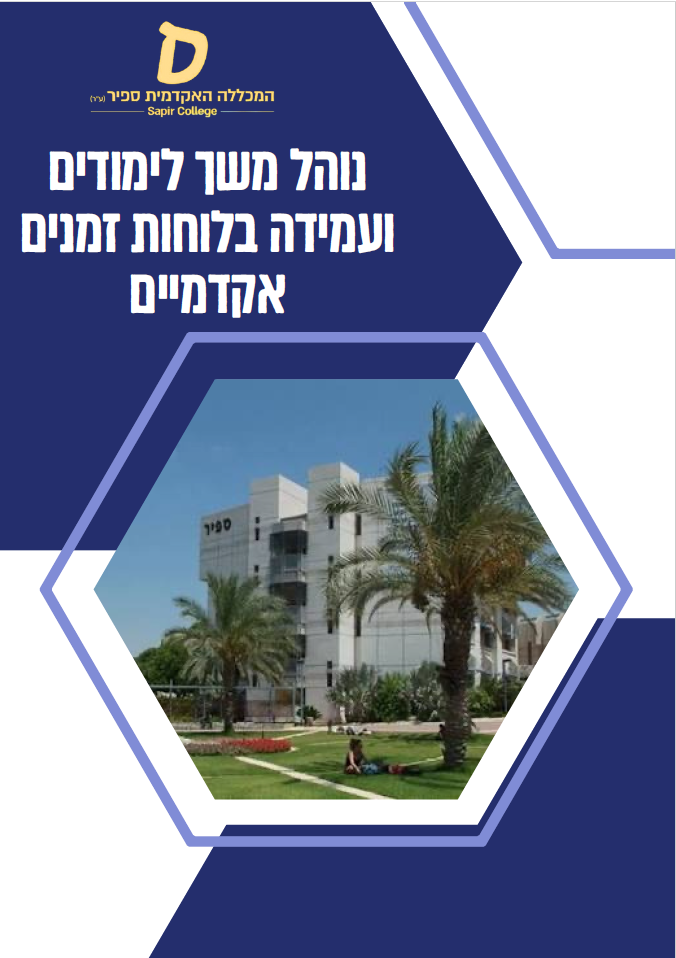 ס
המכללה האקדמית ספיר (ע״ר)
Sapir College
נוהל משך לימודים
ועמידה בלוחות זמנים
אקדמיים
ספיר